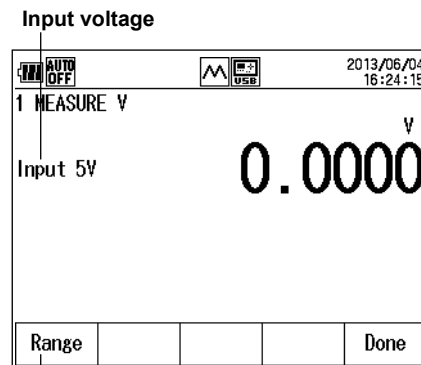 Input voltage
AUTO
OFF
USB
2013/06/04
16:24:15
1 MEASURE V
V
Input 5V
0.0000
Range
Done